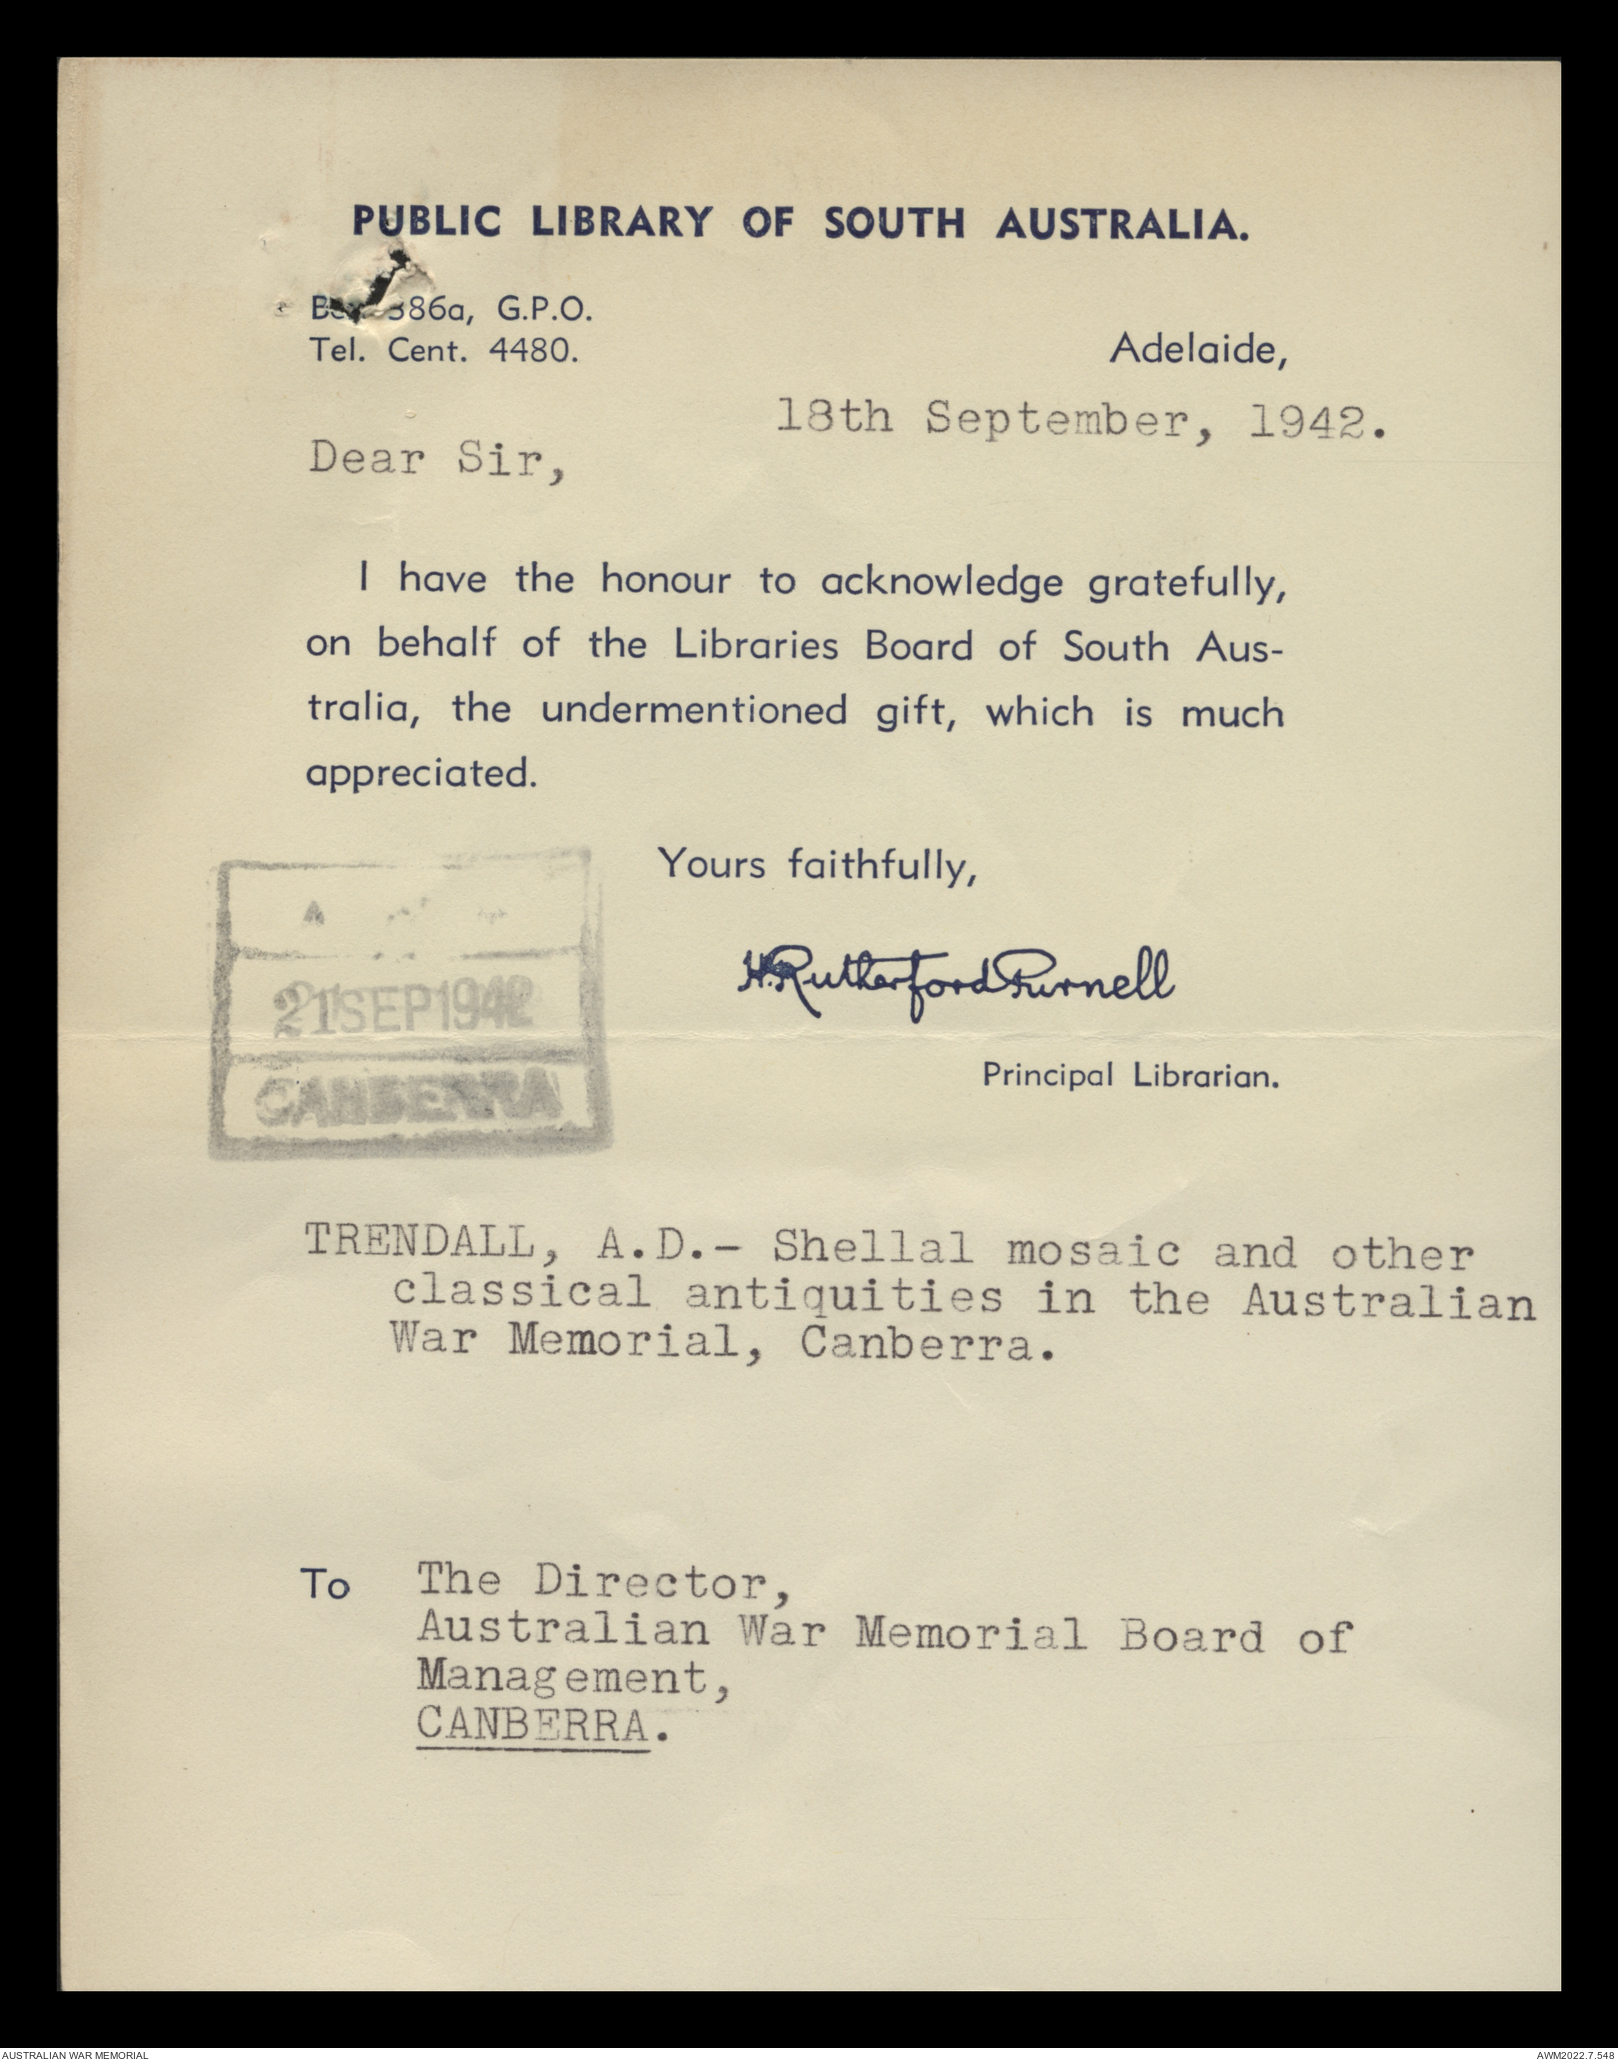 PUBLIC LIBRARY OF SOUTH AUSTRALIA.
Box 386a, G.P.O.
Tel. Cent. 4480.
Adelaide,
18th September, 1942.
Dear Sir,
I have the honour to acknowledge gratefully,
on behalf of the Libraries Board of South Aus-
tralia, the undermentioned gift, which is much
appreciated.
Yours faithfully,
H. Rutherford Purnell
Principal Librarian.
21 SEP 1942
CANBERRA
TRENDALL, A.D.- Shellal mosaic and other
classical antiquities in the Australian
War Memorial, Canberra.
To The Director,
Australian War Memorial Board of
Management,
CANBERRA.
AUSTRALIAN WAR MEMORIAL
AWM2022.7.548